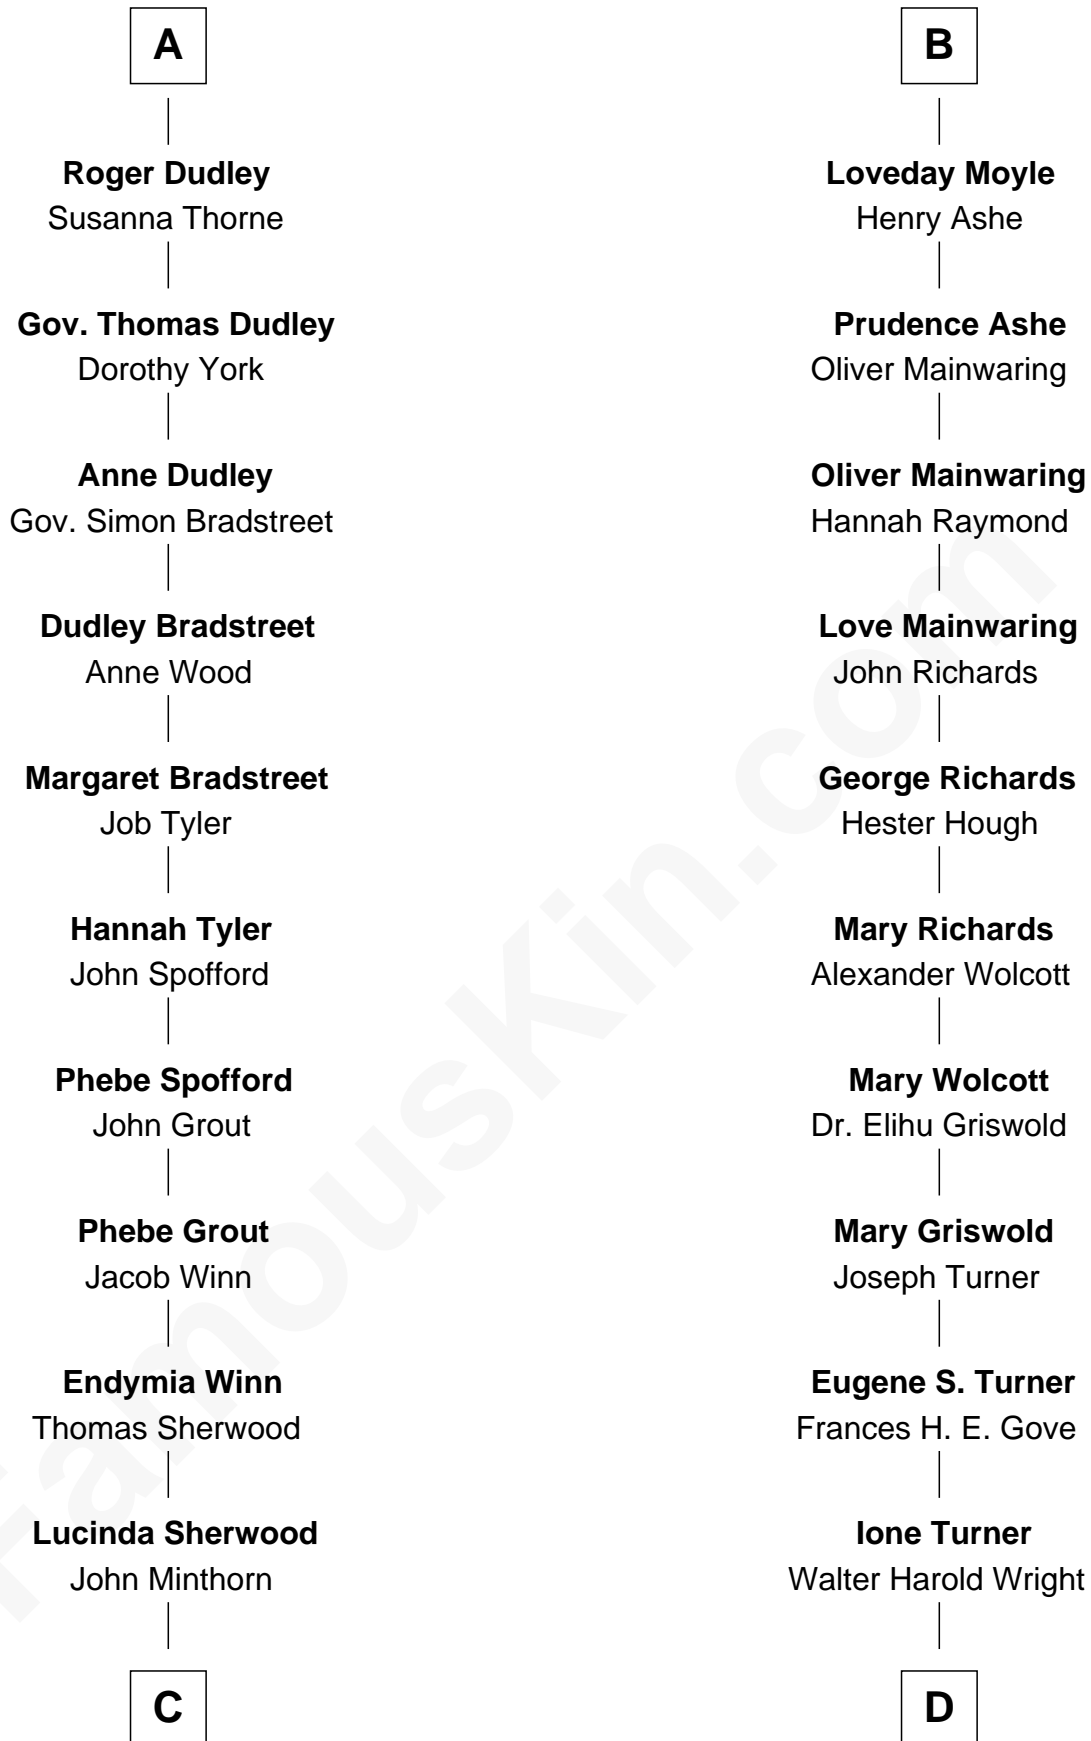 A
Roger Dudley
Susanna Thorne
Gov. Thomas Dudley
Dorothy York
Anne Dudley
Gov. Simon Bradstreet
Dudley Bradstreet
Anne Wood
Margaret Bradstreet
Job Tyler
Hannah Tyler
John Spofford
Phebe Spofford
John Grout
Phebe Grout
Jacob Winn
Endymia Winn
Thomas Sherwood
Lucinda Sherwood
John Minthorn
C
B
Loveday Moyle
Henry Ashe
Prudence Ashe
Oliver Mainwaring
Oliver Mainwaring
Hannah Raymond
Love Mainwaring
John Richards
George Richards
Hester Hough
Mary Richards
Alexander Wolcott
Mary Wolcott
Dr. Elihu Griswold
Mary Griswold
Joseph Turner
Eugene S. Turner
Frances H. E. Gove
Ione Turner
Walter Harold Wright
D
FamousKin.com